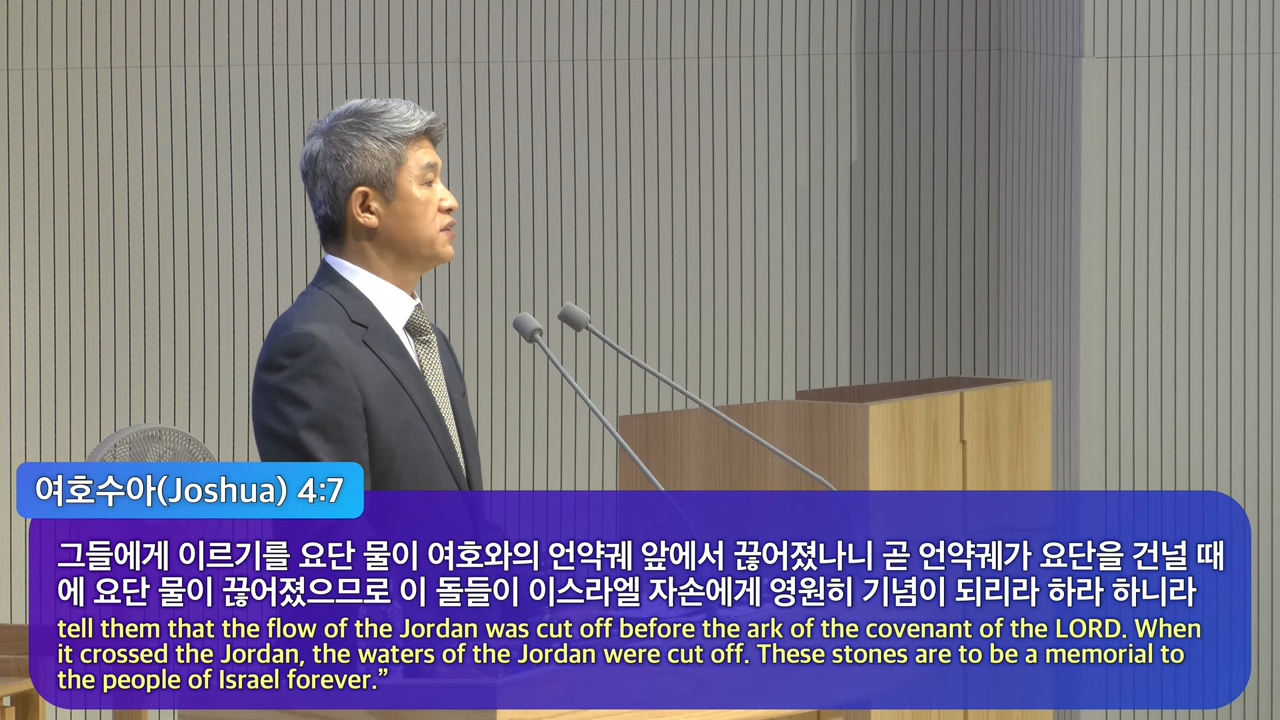 여호수아(Joshua) 4:7
그들에게 이르기를 요단 물이 여호와의 언약궤 앞에서 끊어졌나니 곧 언약궤가 요단을 건널 때
에 요단 물이 끊어졌으므로 이 돌들이 이스라엘 자손에게 영원히 기념이 되리라 하라 하니라
tell them that the flow of the Jordan was cut off before the ark of the covenant of the LORD. When
it crossed the Jordan, the waters of the Jordan were cut off. These stones are to be a memorial to
the people of Israel forever.”